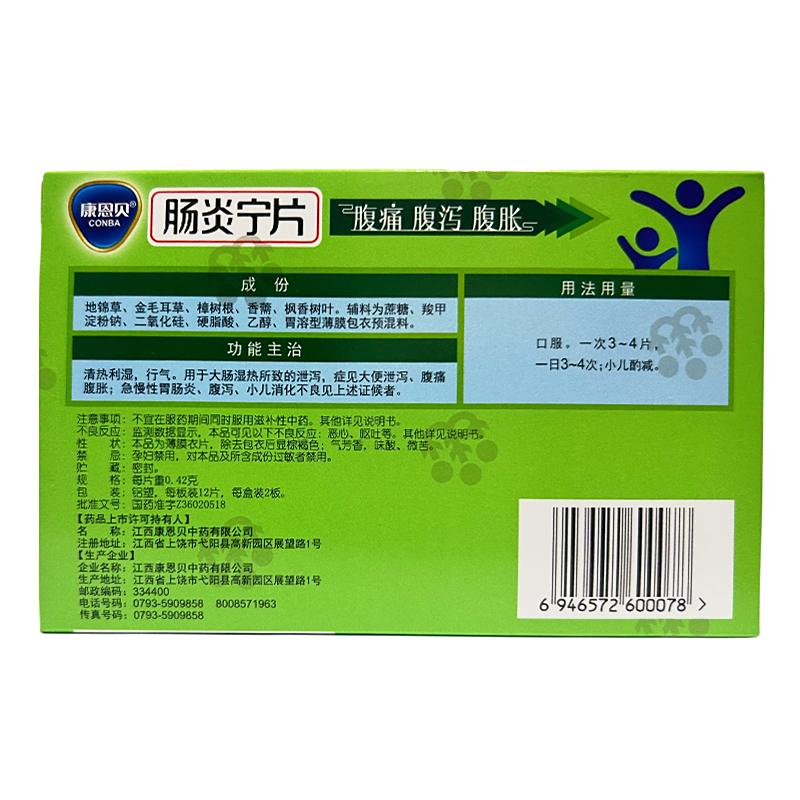 康恩贝®
CONBA
肠炎宁片
腹痛 腹泻 腹胀
成份
地锦草、金毛耳草、樟树根、香薷、枫香树叶。辅料为蔗糖、羧甲
淀粉钠、二氧化硅、硬脂酸、乙醇、胃溶型薄膜包衣预混料。
功能主治
清热利湿，行气。用于大肠湿热所致的泄泻，症见大便泄泻、腹痛
腹胀；急慢性胃肠炎、腹泻、小儿消化不良见上述证候者。
用法用量
口服。一次3~4片，
一日3~4次；小儿酌减。
注意事项：不宜在服药期间同时服用滋补性中药。其他详见说明书。
不良反应：监测数据显示，本品可见以下不良反应：恶心、呕吐等。其他详见说明书。
性 状：本品为薄膜衣片，除去包衣后显棕褐色；气芳香，味酸、微苦。
禁 忌：孕妇禁用，对本品及所含成份过敏者禁用。
贮 藏：密封。
规 格：每片重0.42克
包 装：铝塑，每板装12片，每盒装2板。
批准文号：国药准字Z36020518
【药品上市许可持有人】
名 称：江西康恩贝中药有限公司
注册地址：江西省上饶市弋阳县高新园区展望路1号
【生产企业】
企业名称：江西康恩贝中药有限公司
生产地址：江西省上饶市弋阳县高新园区展望路1号
邮政编码：334400
电话号码：0793-5909858 8008571963
传真号码：0793-5909858
6 946572 600078 >